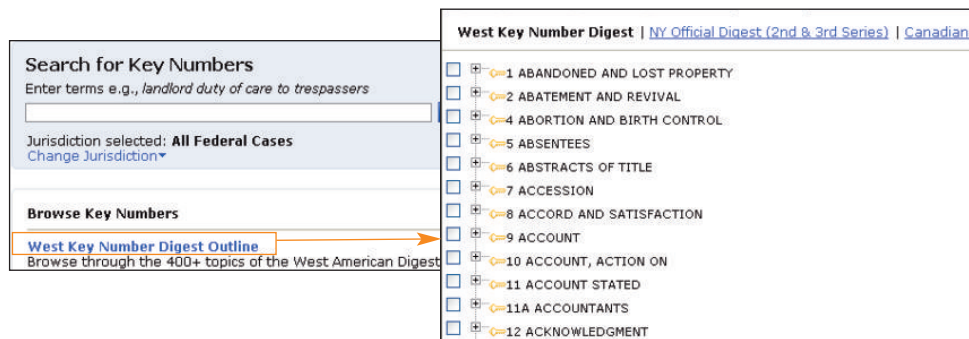 Search for Key Numbers
Enter terms e.g., landlord duty of care to trespassers
Jurisdiction selected: All Federal Cases
Change Jurisdiction
Browse Key Numbers
West Key Number Digest Outline
Browse through the 400+ topics of the West American Digest
West Key Number Digest | NY Official Digest (2nd & 3rd Series) | Canadian
1 ABANDONED AND LOST PROPERTY
2 ABATEMENT AND REVIVAL
4 ABORTION AND BIRTH CONTROL
5 ABSENTEES
6 ABSTRACTS OF TITLE
7 ACCESSION
8 ACCORD AND SATISFACTION
9 ACCOUNT
10 ACCOUNT, ACTION ON
11 ACCOUNT STATED
11A ACCOUNTANTS
12 ACKNOWLEDGMENT